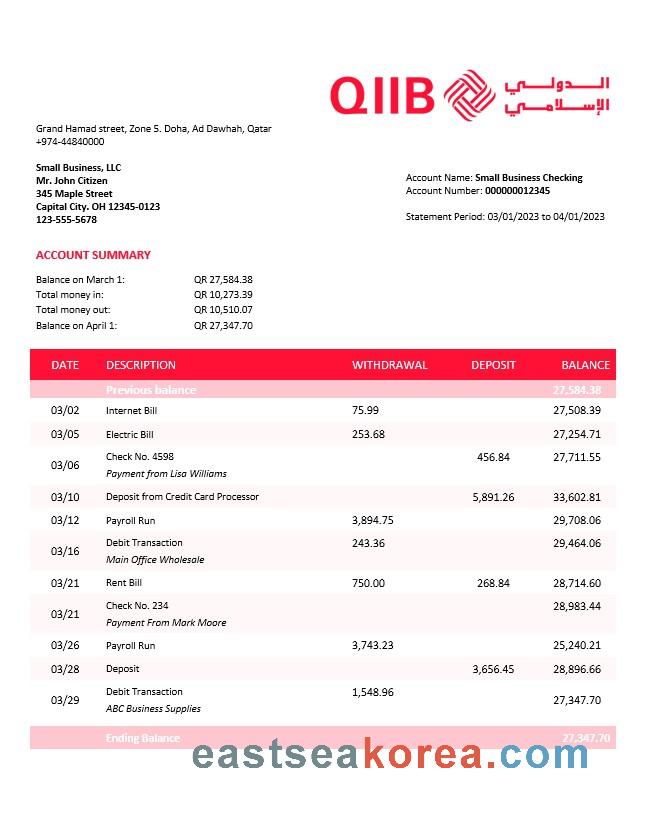 QIIB
الدولي
الإسلامي
Grand Hamad street, Zone 5. Doha, Ad Dawhah, Qatar
+974-44840000
Small Business, LLC
Mr. John Citizen
345 Maple Street
Capital City. OH 12345-0123
123-555-5678
Account Name: Small Business Checking
Account Number: 000000012345
Statement Period: 03/01/2023 to 04/01/2023
ACCOUNT SUMMARY
Balance on March 1: QR 27,584.38
Total money in: QR 10,273.39
Total money out: QR 10,510.07
Balance on April 1: QR 27,347.70
DATE DESCRIPTION WITHDRAWAL DEPOSIT BALANCE
Previous balance 27,584.38
03/02 Internet Bill 75.99 27,508.39
03/05 Electric Bill 253.68 27,254.71
03/06 Check No. 4598 456.84 27,711.55
Payment from Lisa Williams
03/10 Deposit from Credit Card Processor 5,891.26 33,602.81
03/12 Payroll Run 3,894.75 29,708.06
03/16 Debit Transaction 243.36 29,464.06
Main Office Wholesale
03/21 Rent Bill 750.00 268.84 28,714.60
03/21 Check No. 234 28,983.44
Payment From Mark Moore
03/26 Payroll Run 3,743.23 25,240.21
03/28 Deposit 3,656.45 28,896.66
03/29 Debit Transaction 1,548.96 27,347.70
ABC Business Supplies
Ending Balance 27,347.70
eastseakorea.com